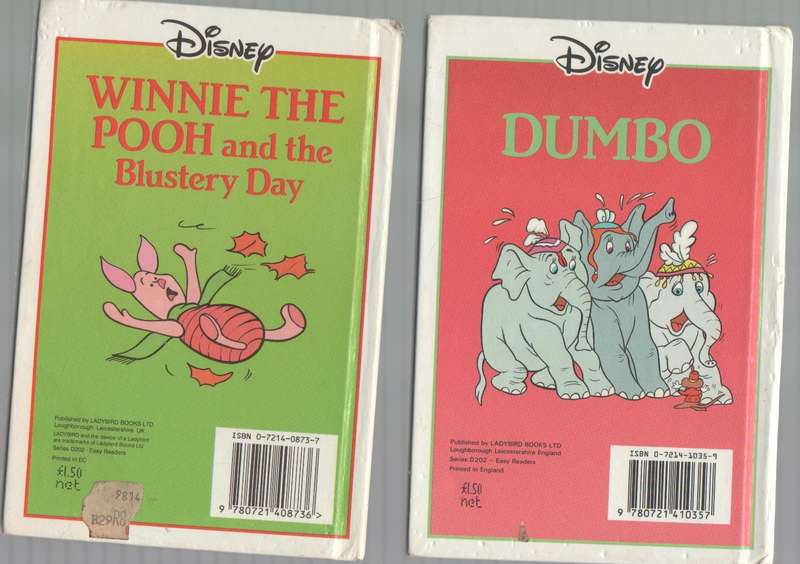 Disney
WINNIE THE
POOH and the
Blustery Day
Published by LADYBIRD BOOKS LTD
Loughborough Leicestershire UK
LADYBIRD and the device of a Ladybird
are trademarks of Ladybird Books Ltd
Series D202 - Easy Readers
Printed in EC
£1.50
net
9814
ISBN 0-7214-0873-7
9 780721 408736 >
Disney
DUMBO
Published by LADYBIRD BOOKS LTD
Loughborough Leicestershire England
Series D202 - Easy Readers
Printed in England
£1.50
net
ISBN 0-7214-1035-9
9 780721 410357